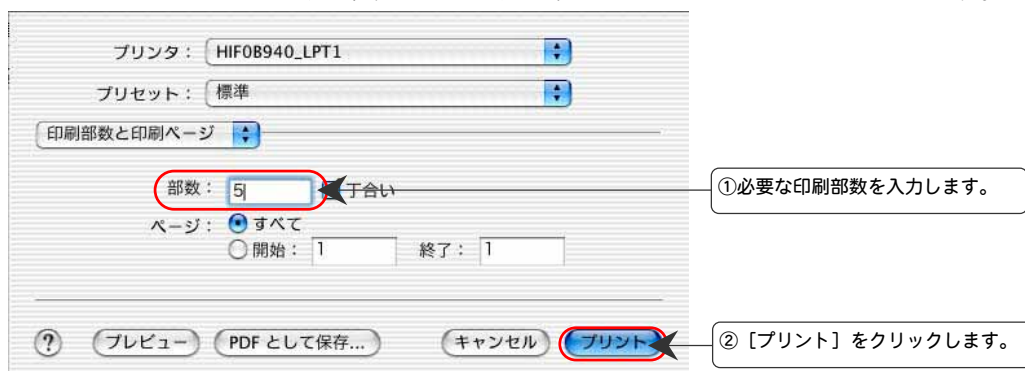 プリンタ： HIF0B940_LPT1
プリセット： 標準
印刷部数と印刷ページ
部数： 5 丁合い
①必要な印刷部数を入力します。
ページ： すべて
開始： 1 終了： 1
? プレビュー PDF として保存... キャンセル プリント
②［プリント］をクリックします。